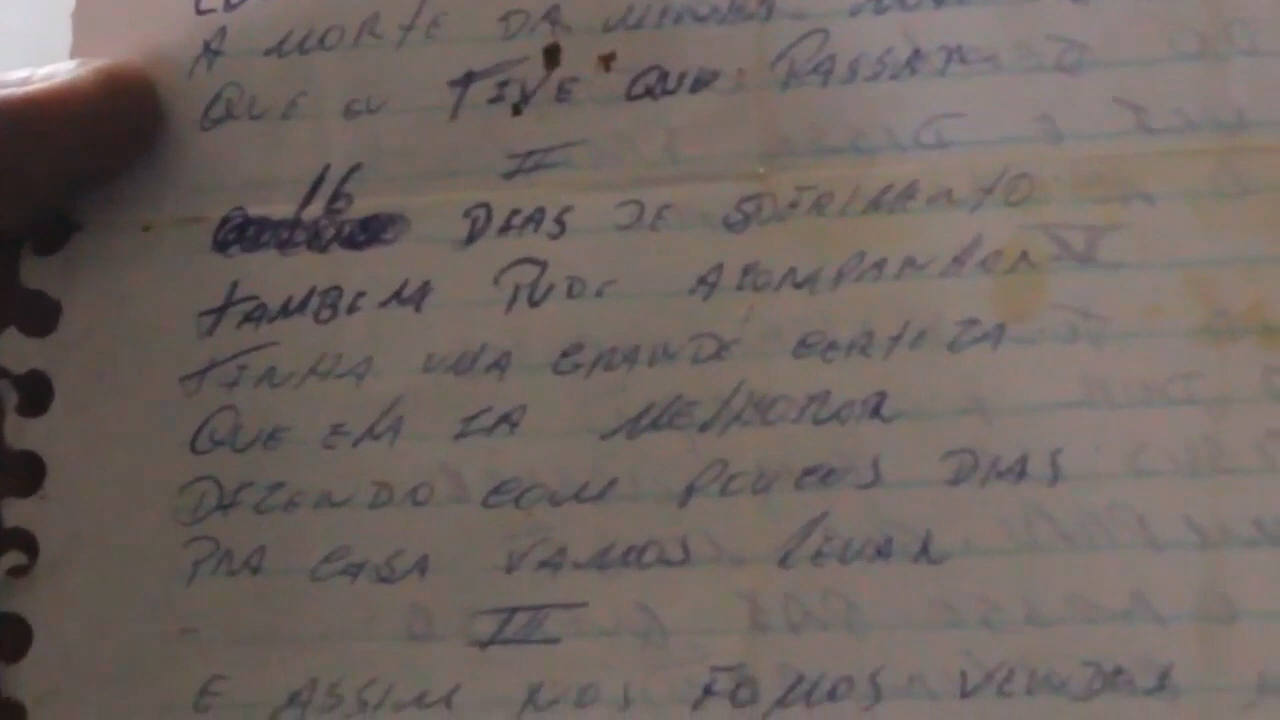 A MORTE DA MINHA
QUE EU TIVE QUE PASSAR
II
16
DIAS DE SOFRIMENTO
TAMBEM PUDE ACOMPANHAR
TINHA UMA GRANDE CERTEZA
QUE ELA IA MELHORAR
DIZENDO COM POUCOS DIAS
PRA CASA VAMOS LEVAR
III
E ASSIM NOS FOMOS VENDO